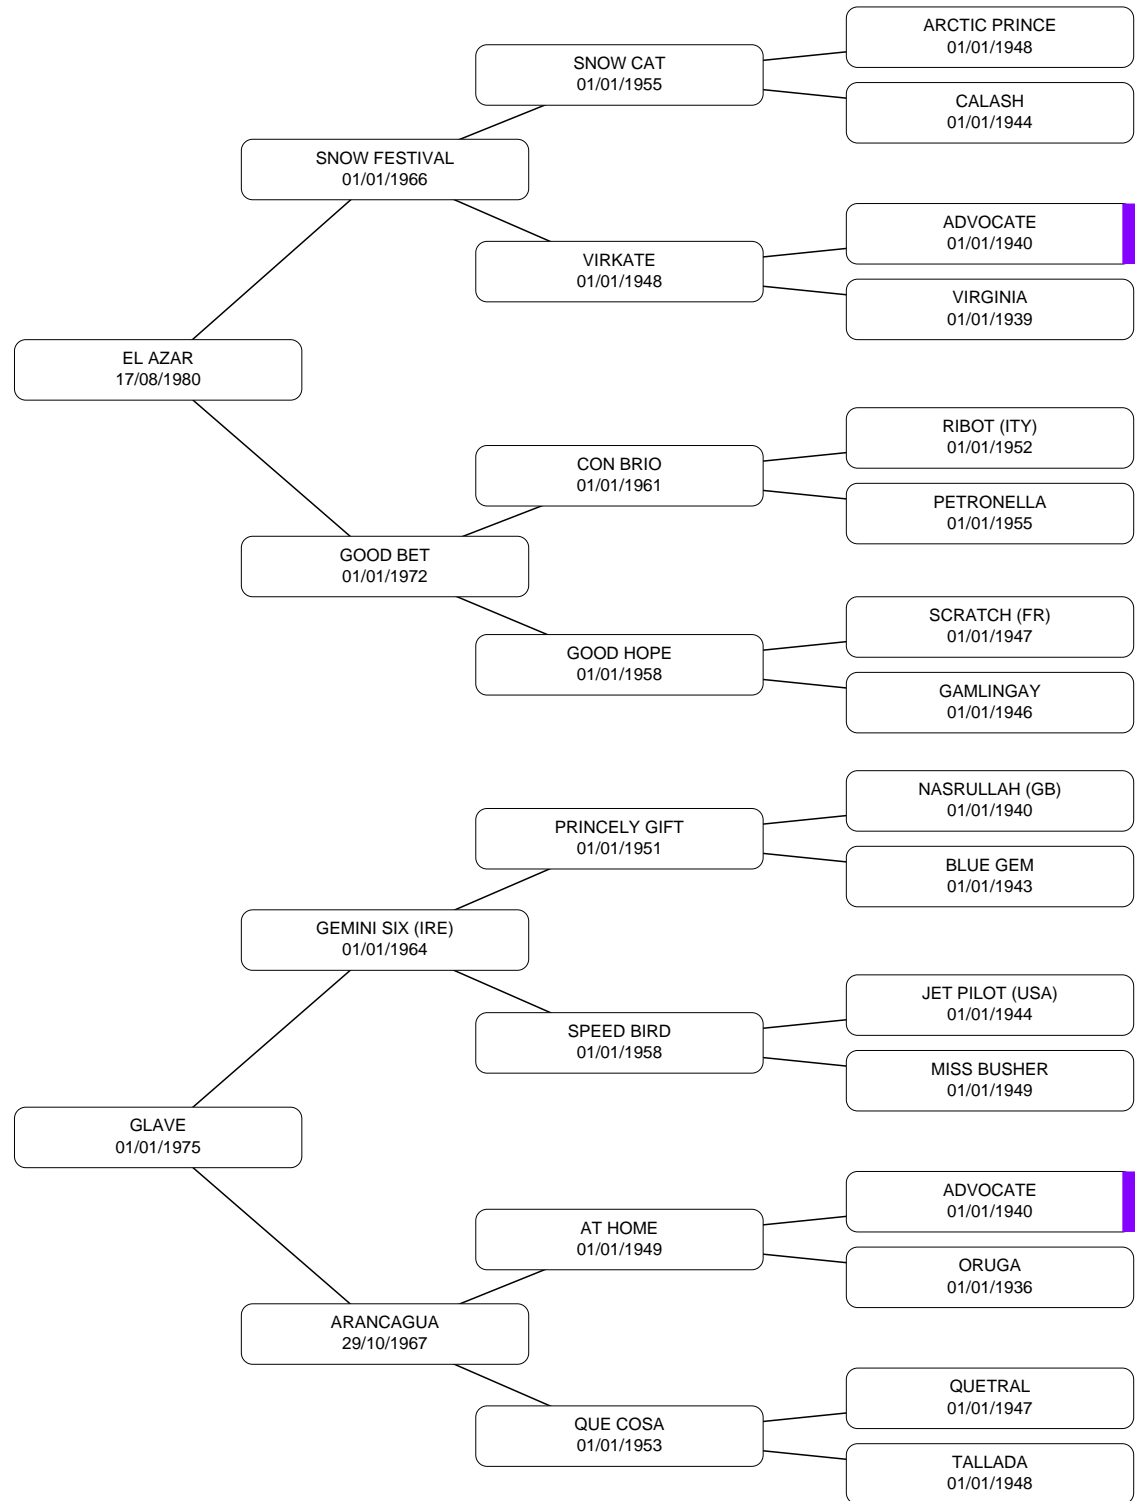 ARCTIC PRINCE
01/01/1948
SNOW CAT
01/01/1955
CALASH
01/01/1944
SNOW FESTIVAL
01/01/1966
ADVOCATE
01/01/1940
VIRKATE
01/01/1948
VIRGINIA
01/01/1939
EL AZAR
17/08/1980
RIBOT (ITY)
01/01/1952
CON BRIO
01/01/1961
PETRONELLA
01/01/1955
GOOD BET
01/01/1972
SCRATCH (FR)
01/01/1947
GOOD HOPE
01/01/1958
GAMLINGAY
01/01/1946
NASRULLAH (GB)
01/01/1940
PRINCELY GIFT
01/01/1951
BLUE GEM
01/01/1943
GEMINI SIX (IRE)
01/01/1964
JET PILOT (USA)
01/01/1944
SPEED BIRD
01/01/1958
MISS BUSHER
01/01/1949
GLAVE
01/01/1975
ADVOCATE
01/01/1940
AT HOME
01/01/1949
ORUGA
01/01/1936
ARANCAGUA
29/10/1967
QUETRAL
01/01/1947
QUE COSA
01/01/1953
TALLADA
01/01/1948